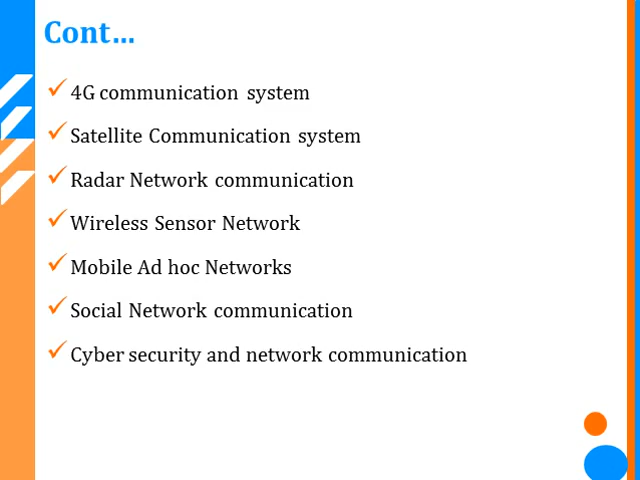 Cont…
4G communication system
Satellite Communication system
Radar Network communication
Wireless Sensor Network
Mobile Ad hoc Networks
Social Network communication
Cyber security and network communication